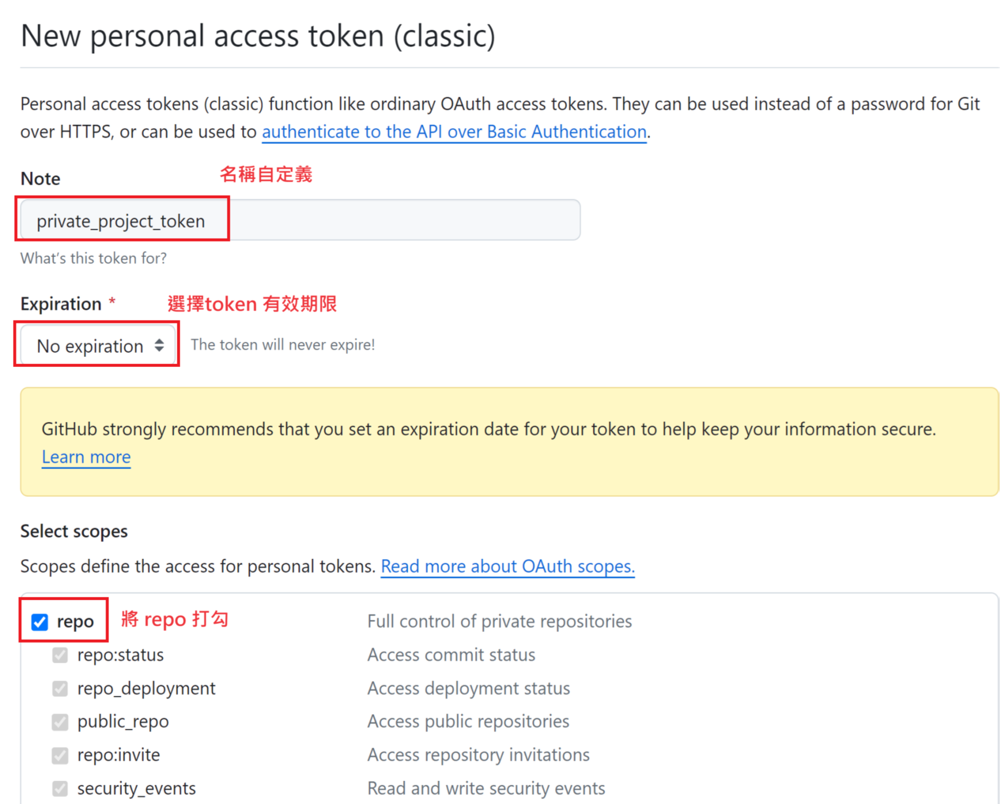 New personal access token (classic)
Personal access tokens (classic) function like ordinary OAuth access tokens. They can be used instead of a password for Git
over HTTPS, or can be used to authenticate to the API over Basic Authentication.
Note 名稱自定義
private_project_token
What's this token for?
Expiration * 選擇token 有效期限
No expiration The token will never expire!
GitHub strongly recommends that you set an expiration date for your token to help keep your information secure.
Learn more
Select scopes
Scopes define the access for personal tokens. Read more about OAuth scopes.
repo 將 repo 打勾 Full control of private repositories
repo:status Access commit status
repo_deployment Access deployment status
public_repo Access public repositories
repo:invite Access repository invitations
security_events Read and write security events